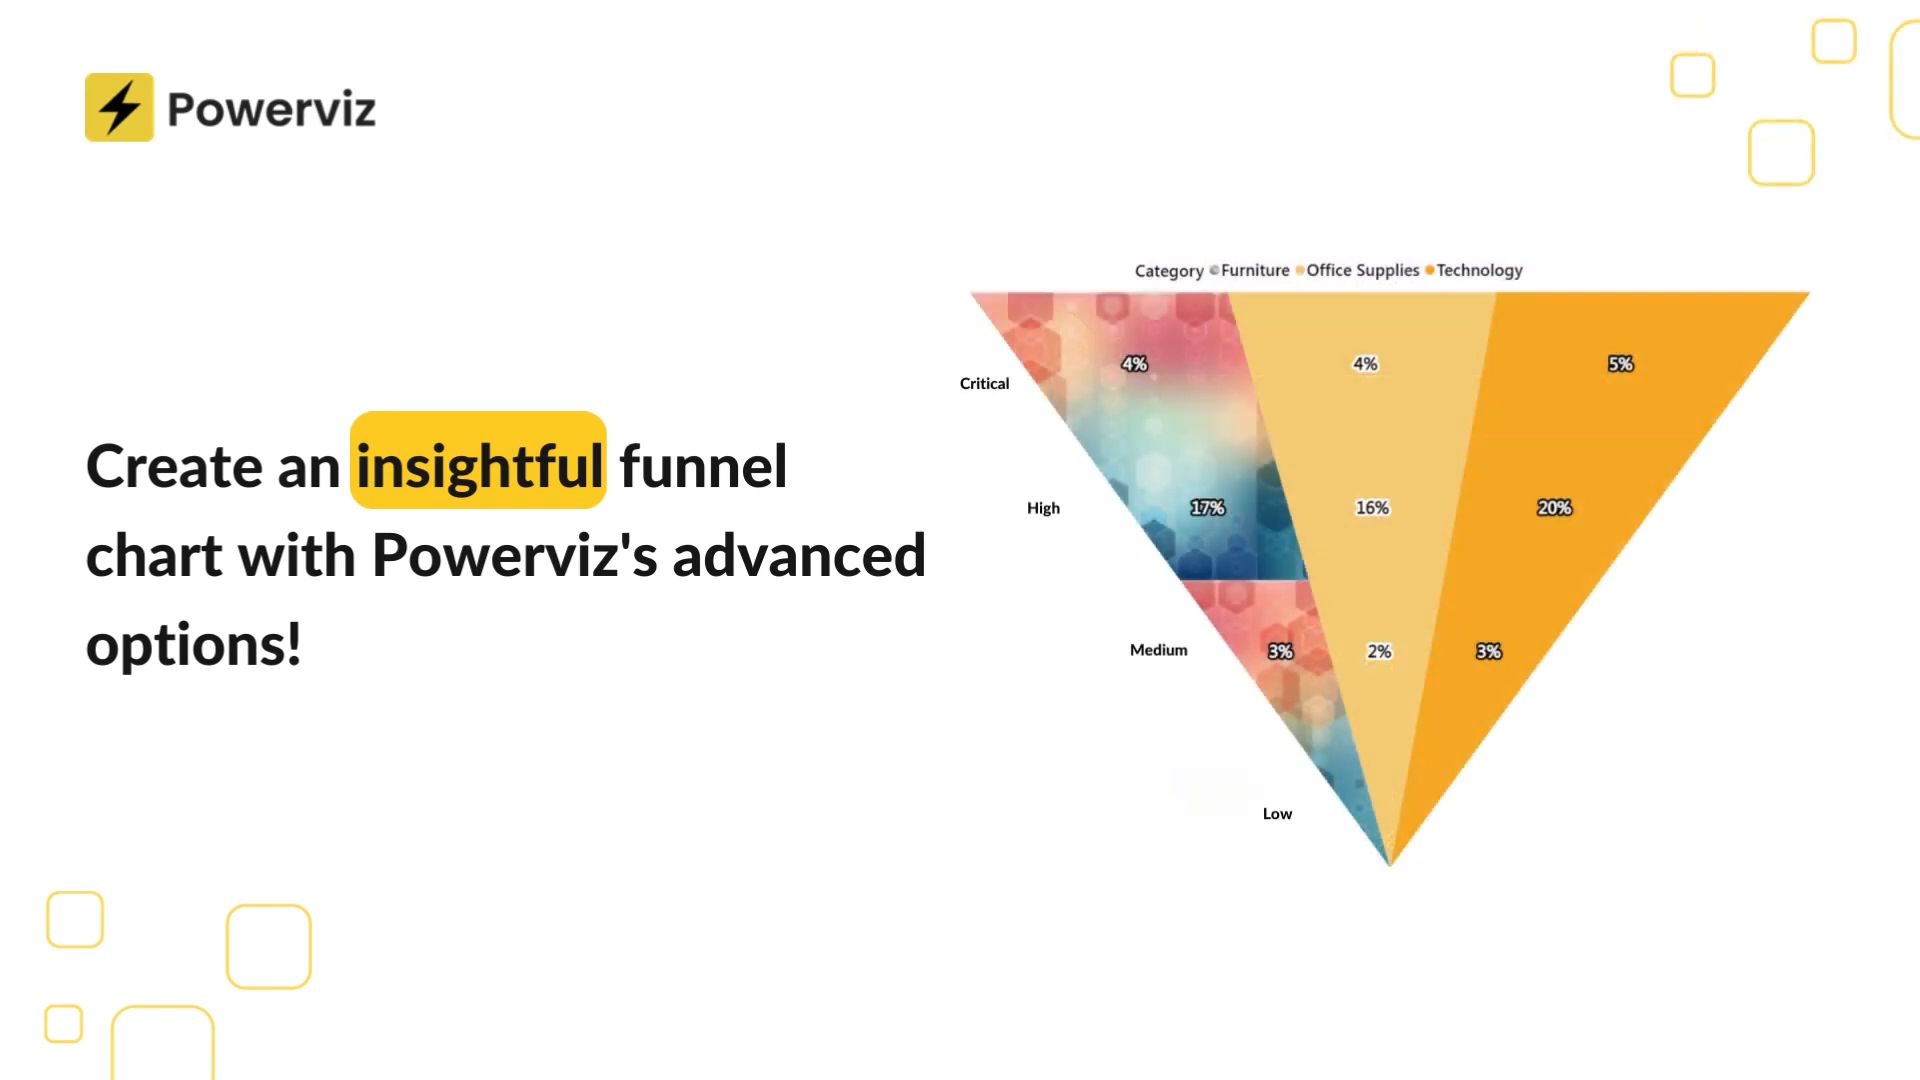 Powerviz
Create an insightful funnel
chart with Powerviz's advanced
options!
Category Furniture Office Supplies Technology
Critical 4% 4% 5%
High 17% 16% 20%
Medium 3% 2% 3%
Low